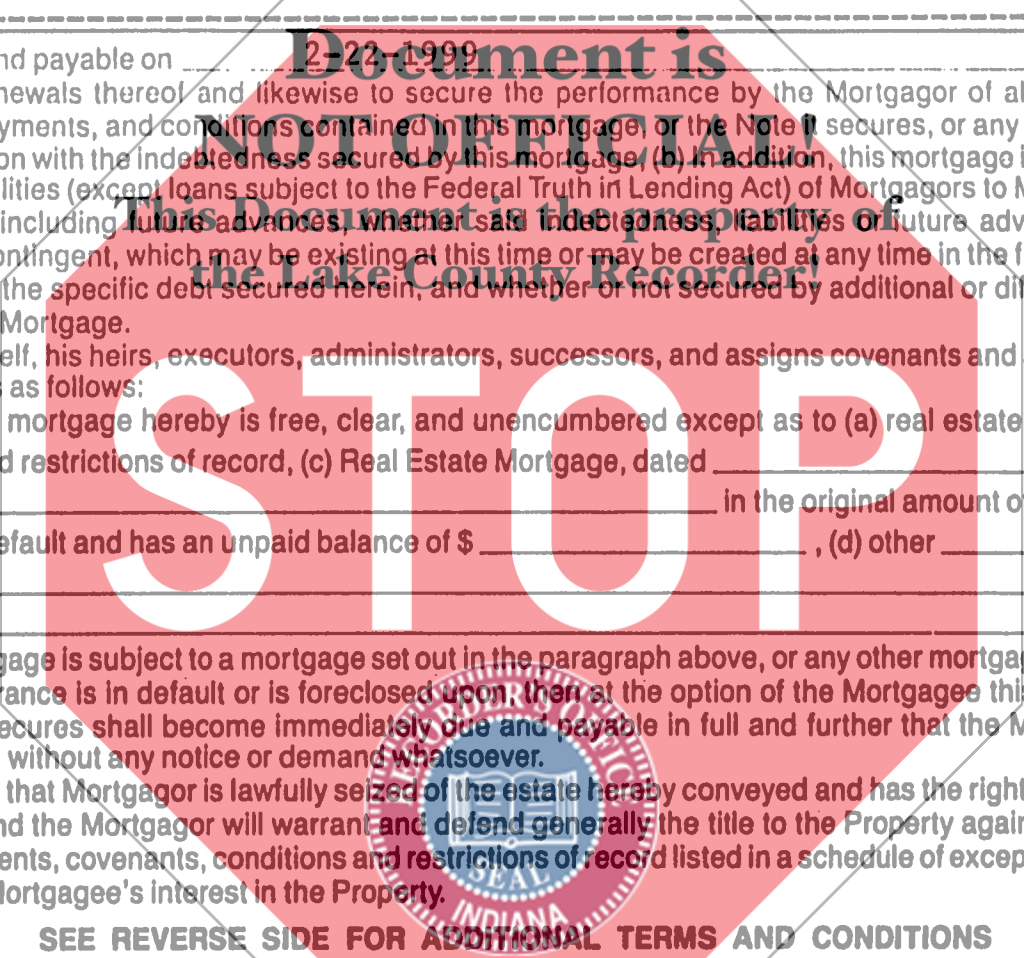 nd payable on 2-22-1999
Document is
newals thereof and likewise to secure the performance by the Mortgagor of al
NOT OFFICIAL!
yments, and conditions contained in this mortgage, or the Note it secures, or any
on with the indebtedness secured by this mortgage, (b) In addition, this mortgage i
lities (except loans subject to the Federal Truth in Lending Act) of Mortgagors to M
This Document is the property of
including future advances, whether said indebtedness, liabilities or future adv
ontingent, which may be existing at this time or may be created at any time in the f
the Lake County Recorder!
the specific debt secured herein, and whether or not secured by additional or dif
Mortgage.
elf, his heirs, executors, administrators, successors, and assigns covenants and
s as follows:
STOP
mortgage hereby is free, clear, and unencumbered except as to (a) real estate
d restrictions of record, (c) Real Estate Mortgage, dated
in the original amount o
efault and has an unpaid balance of $ , (d) other
gage is subject to a mortgage set out in the paragraph above, or any other mortga
rance is in default or is foreclosed upon, then at the option of the Mortgagee thi
ecures shall become immediately due and payable in full and further that the M
without any notice or demand whatsoever.
that Mortgagor is lawfully seized of the estate hereby conveyed and has the right
nd the Mortgagor will warrant and defend generally the title to the Property again
ents, covenants, conditions and restrictions of record listed in a schedule of excep
Mortgagee's interest in the Property.
RECORDER'S OFFICE
SEAL
INDIANA
SEE REVERSE SIDE FOR ADDITIONAL TERMS AND CONDITIONS